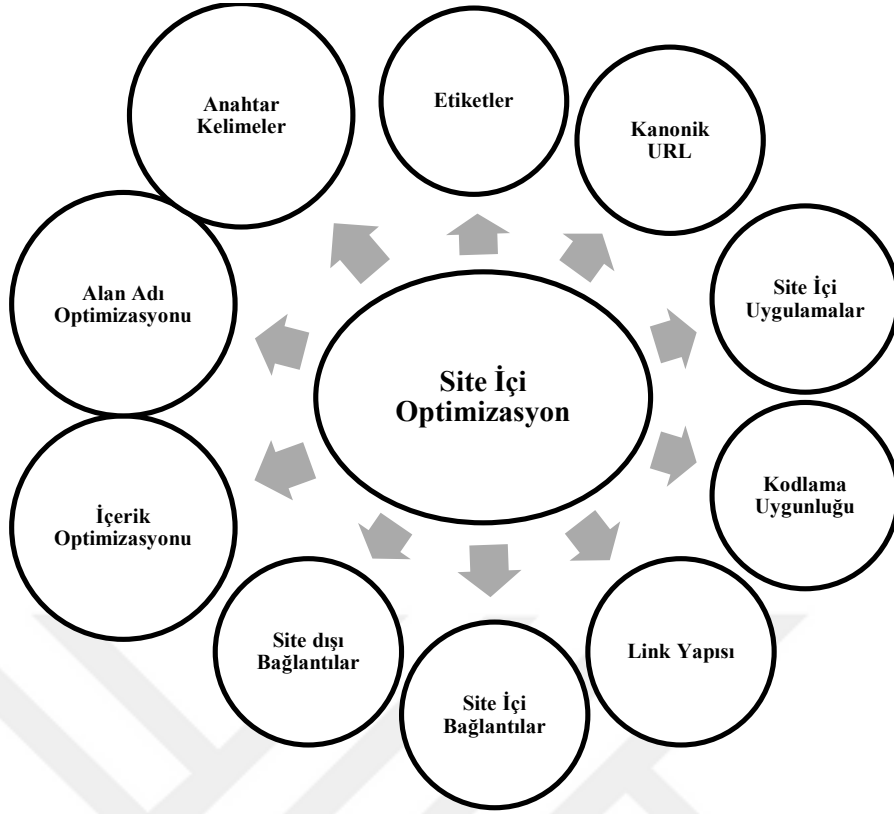 Anahtar
Kelimeler
Etiketler
Kanonik
URL
Alan Adı
Optimizasyonu
Site İçi
Uygulamalar
Site İçi
Optimizasyon
İçerik
Optimizasyonu
Kodlama
Uygunluğu
Site dışı
Bağlantılar
Site İçi
Bağlantılar
Link Yapısı